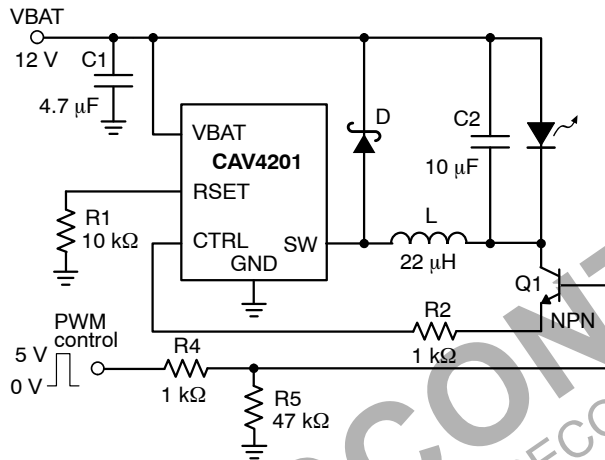 VBAT
12 V
C1
4.7 µF
VBAT
CAV4201
RSET
CTRL
SW
GND
D
C2
10 µF
L
22 µH
R1
10 kΩ
Q1
NPN
R2
1 kΩ
PWM
control
5 V
0 V
R4
1 kΩ
R5
47 kΩ